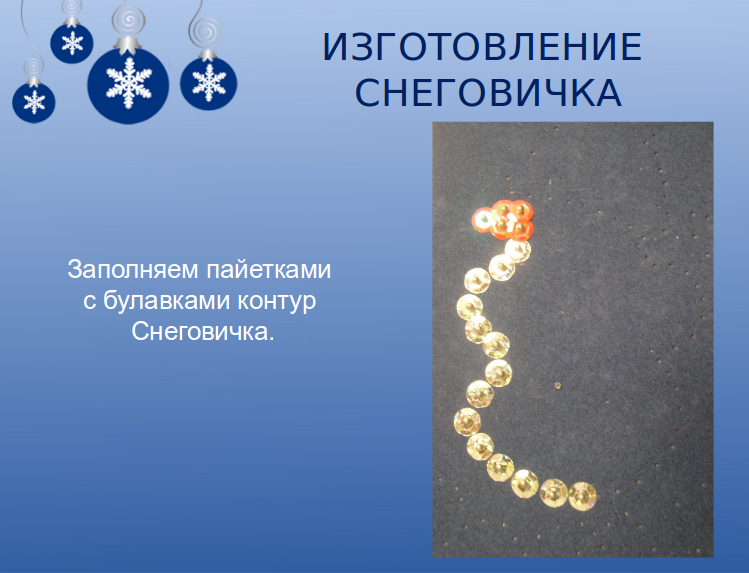 ИЗГОТОВЛЕНИЕ
СНЕГОВИЧКА
Заполняем пайетками
с булавками контур
Снеговичка.